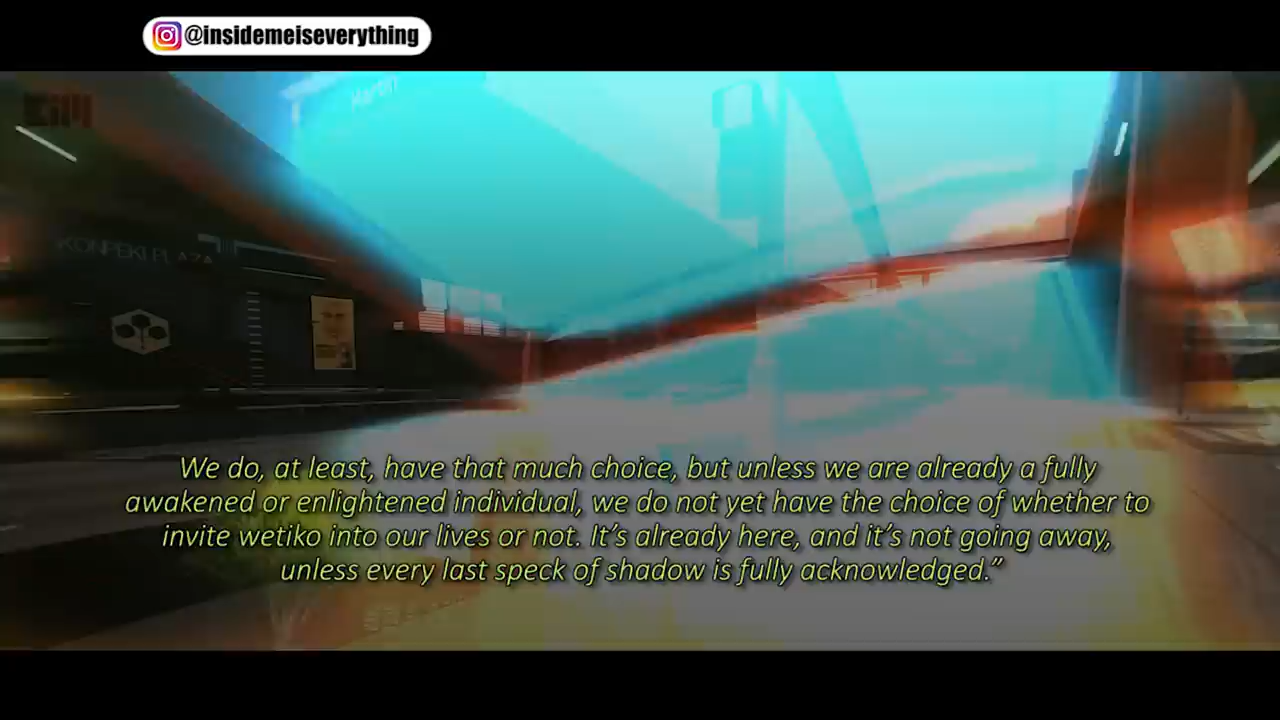 @insidemeiseverything
KONPEKI PLAZA
We do, at least, have that much choice, but unless we are already a fully
awakened or enlightened individual, we do not yet have the choice of whether to
invite wetiko into our lives or not. It’s already here, and it’s not going away,
unless every last speck of shadow is fully acknowledged.”